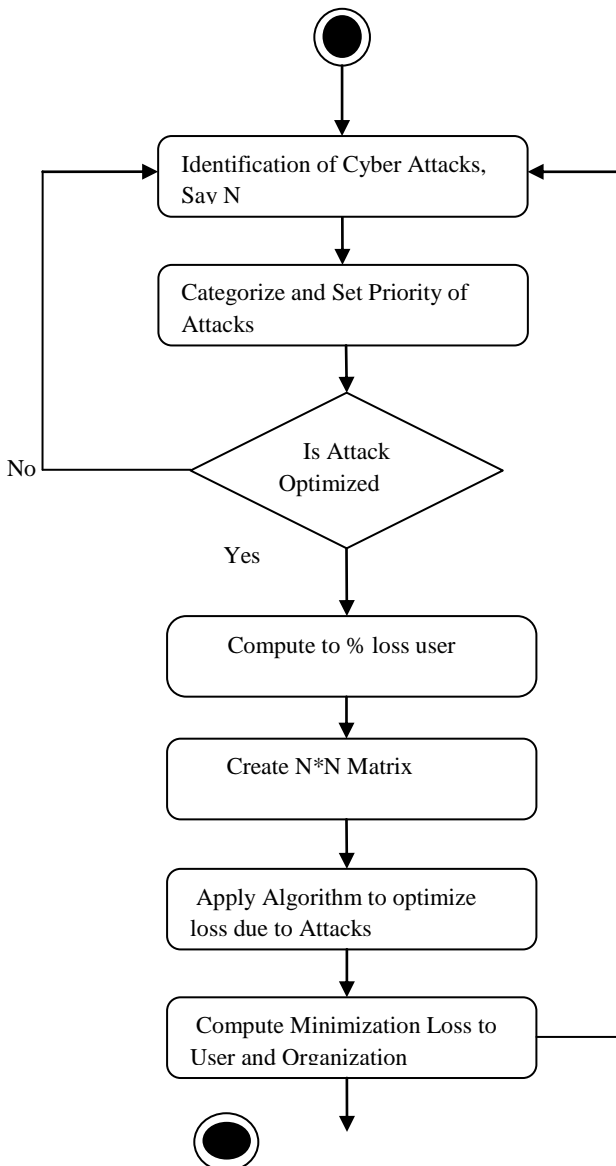 Identification of Cyber Attacks,
Say N
Categorize and Set Priority of
Attacks
Is Attack
Optimized
No
Yes
Compute to % loss user
Create N*N Matrix
Apply Algorithm to optimize
loss due to Attacks
Compute Minimization Loss to
User and Organization